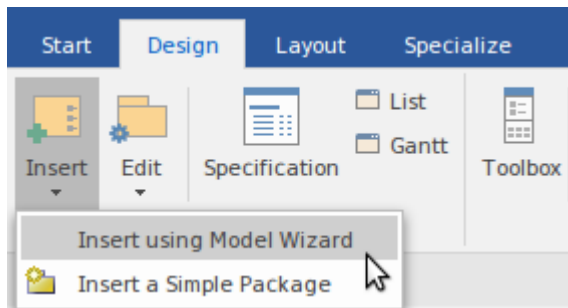 Start Design Layout Specialize
List
Gantt
Insert Edit Specification Toolbox
Insert using Model Wizard
Insert a Simple Package